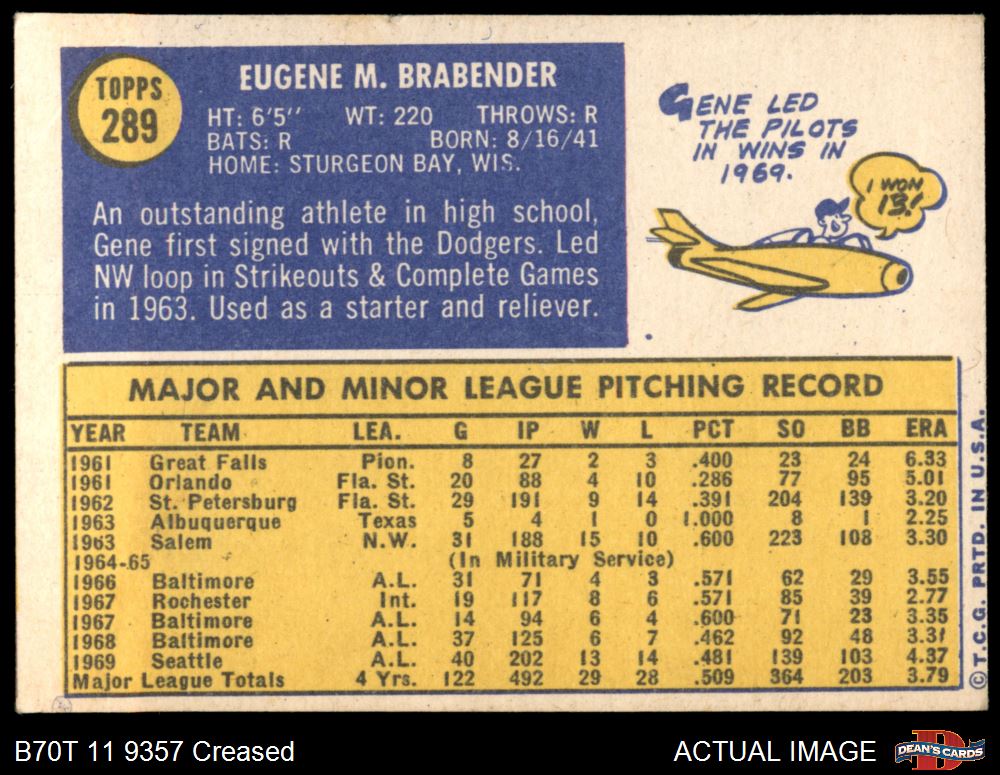 TOPPS
289
EUGENE M. BRABENDER
HT: 6'5" WT: 220 THROWS: R
BATS: R BORN: 8/16/41
HOME: STURGEON BAY, WIS.
An outstanding athlete in high school,
Gene first signed with the Dodgers. Led
NW loop in Strikeouts & Complete Games
in 1963. Used as a starter and reliever.
GENE LED
THE PILOTS
IN WINS IN
1969.
I WON
13!
MAJOR AND MINOR LEAGUE PITCHING RECORD
YEAR TEAM LEA. G IP W L PCT SO BB ERA
1961 Great Falls Pion. 8 27 2 3 .400 23 24 6.33
1961 Orlando Fla. St. 20 88 4 10 .286 77 95 5.01
1962 St. Petersburg Fla. St. 29 191 9 14 .391 204 139 3.20
1963 Albuquerque Texas 5 4 1 0 1.000 8 1 2.25
1963 Salem N.W. 31 188 15 10 .600 223 108 3.30
1964-65 (In Military Service)
1966 Baltimore A.L. 31 71 4 3 .571 62 29 3.55
1967 Rochester Int. 19 117 8 6 .571 85 39 2.77
1967 Baltimore A.L. 14 94 6 4 .600 71 23 3.35
1968 Baltimore A.L. 37 125 6 7 .462 92 48 3.31
1969 Seattle A.L. 40 202 13 14 .481 139 103 4.37
Major League Totals 4 Yrs. 122 492 29 28 .509 364 203 3.79
© T.C.G. PRTD. IN U.S.A.
B70T 11 9357 Creased
ACTUAL IMAGE
DEAN'S CARDS